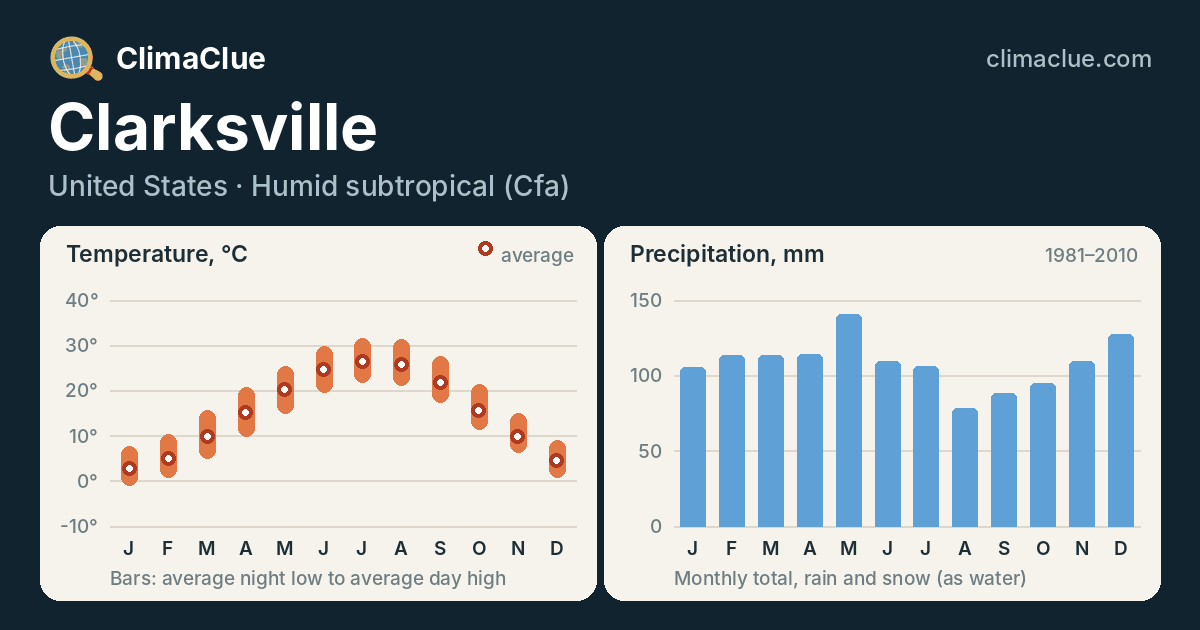 ClimaClue
climaclue.com
Clarksville
United States · Humid subtropical (Cfa)
Temperature, °C
average
40°
30°
20°
10°
0°
-10°
J F M A M J J A S O N D
Bars: average night low to average day high
Precipitation, mm
1981–2010
150
100
50
0
J F M A M J J A S O N D
Monthly total, rain and snow (as water)